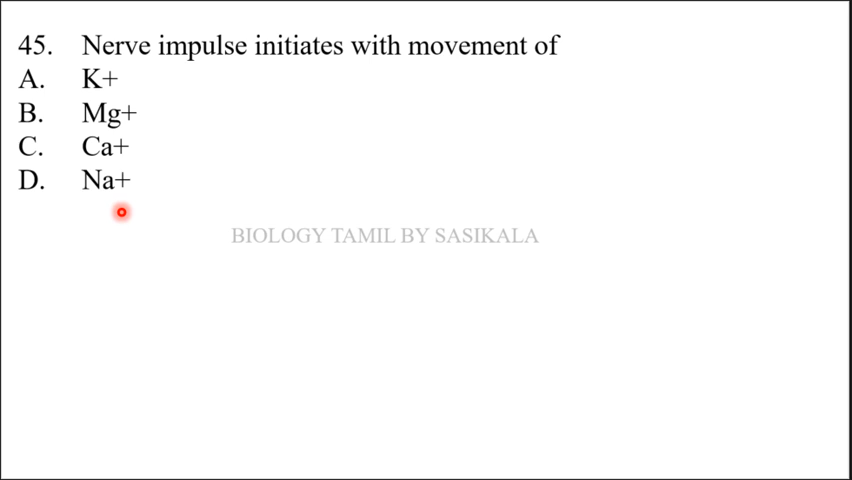 45. Nerve impulse initiates with movement of
A. K+
B. Mg+
C. Ca+
D. Na+
BIOLOGY TAMIL BY SASIKALA